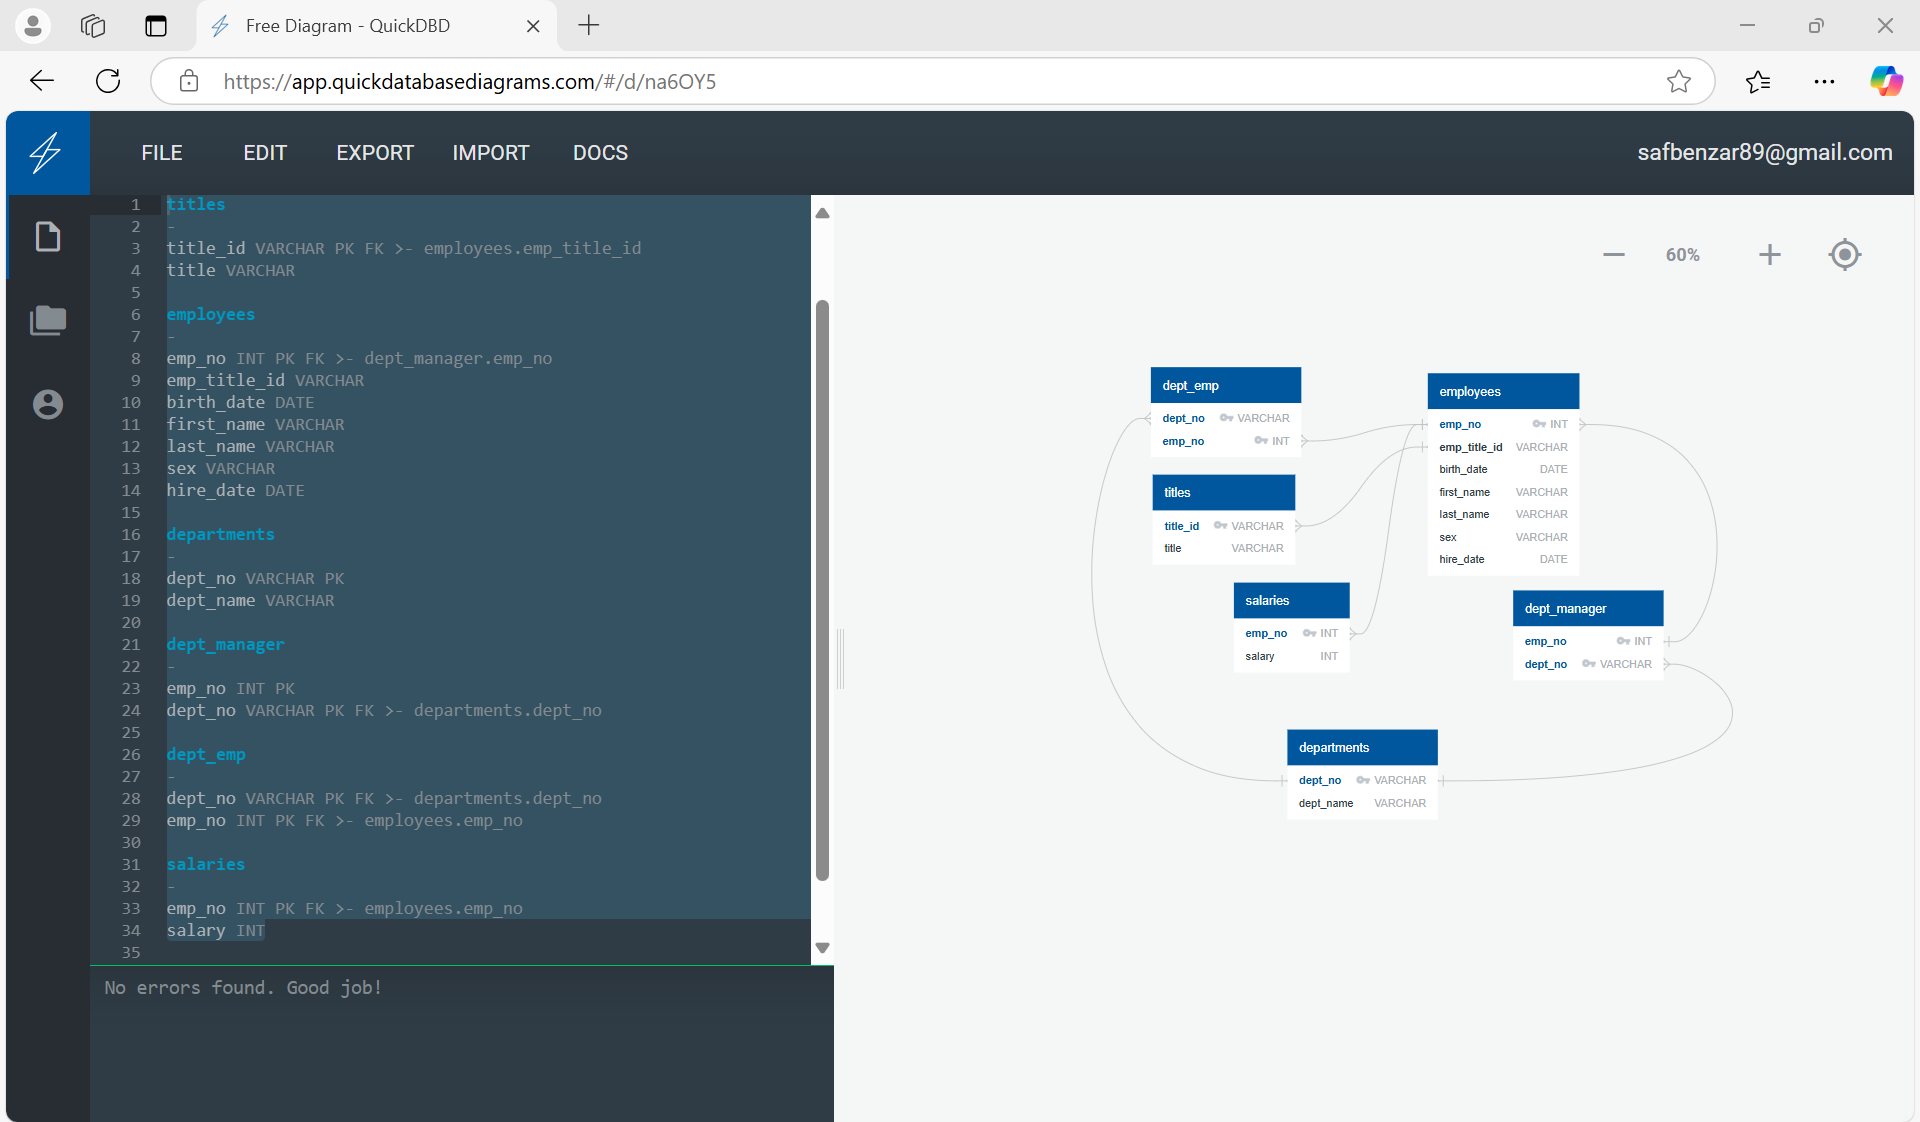 Free Diagram - QuickDBD
https://app.quickdatabasediagrams.com/#/d/na6OY5
FILE EDIT EXPORT IMPORT DOCS
safbenzar89@gmail.com
1 titles
2 -
3 title_id VARCHAR PK FK >- employees.emp_title_id
4 title VARCHAR
5
6 employees
7 -
8 emp_no INT PK FK >- dept_manager.emp_no
9 emp_title_id VARCHAR
10 birth_date DATE
11 first_name VARCHAR
12 last_name VARCHAR
13 sex VARCHAR
14 hire_date DATE
15
16 departments
17 -
18 dept_no VARCHAR PK
19 dept_name VARCHAR
20
21 dept_manager
22 -
23 emp_no INT PK
24 dept_no VARCHAR PK FK >- departments.dept_no
25
26 dept_emp
27 -
28 dept_no VARCHAR PK FK >- departments.dept_no
29 emp_no INT PK FK >- employees.emp_no
30
31 salaries
32 -
33 emp_no INT PK FK >- employees.emp_no
34 salary INT
35
No errors found. Good job!
60%
dept_emp
dept_no VARCHAR
emp_no INT
titles
title_id VARCHAR
title VARCHAR
salaries
emp_no INT
salary INT
employees
emp_no INT
emp_title_id VARCHAR
birth_date DATE
first_name VARCHAR
last_name VARCHAR
sex VARCHAR
hire_date DATE
dept_manager
emp_no INT
dept_no VARCHAR
departments
dept_no VARCHAR
dept_name VARCHAR